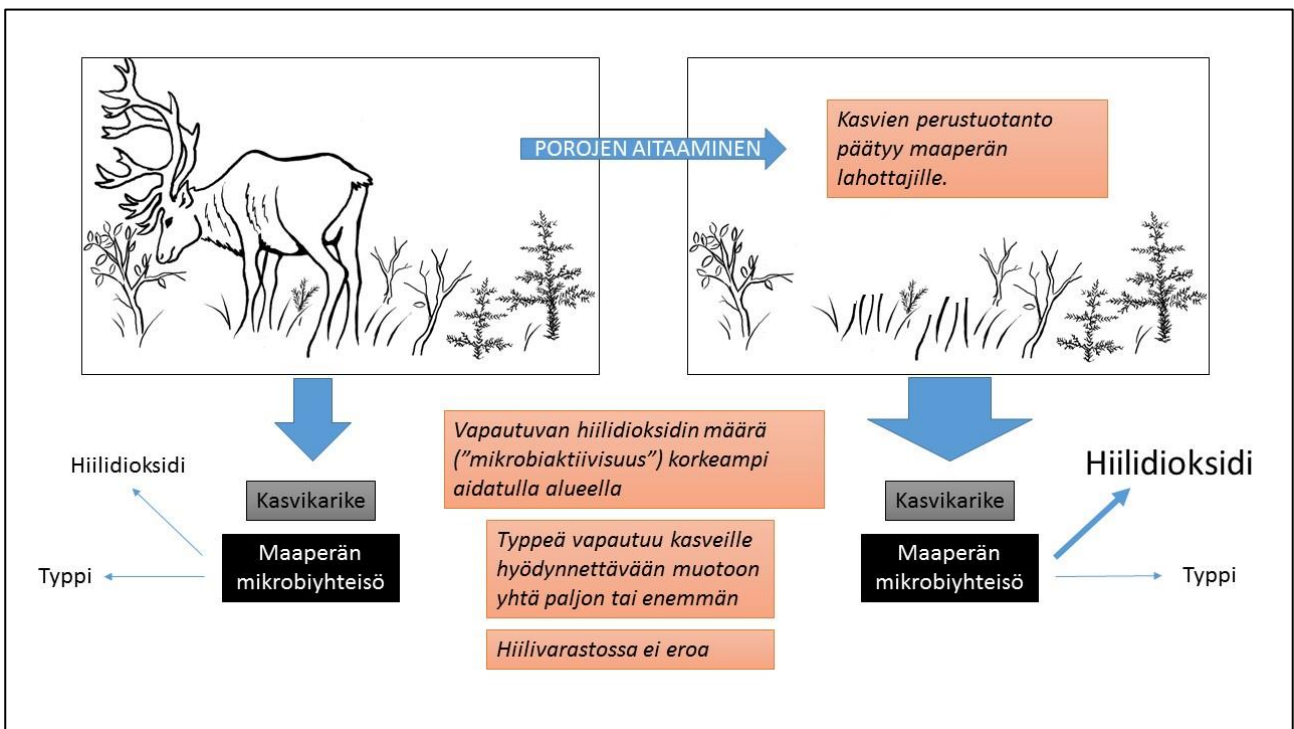 POROJEN AITAAMINEN
Kasvien perustuotanto
päätyy maaperän
lahottajille.
Vapautuvan hiilidioksidin määrä
("mikrobiaktiivisuus") korkeampi
aidatulla alueella
Hiilidioksidi
Kasvikarike
Maaperän
mikrobiyhteisö
Typpi
Typpeä vapautuu kasveille
hyödynnettävään muotoon
yhtä paljon tai enemmän
Hiilivarastossa ei eroa
Hiilidioksidi
Kasvikarike
Maaperän
mikrobiyhteisö
Typpi